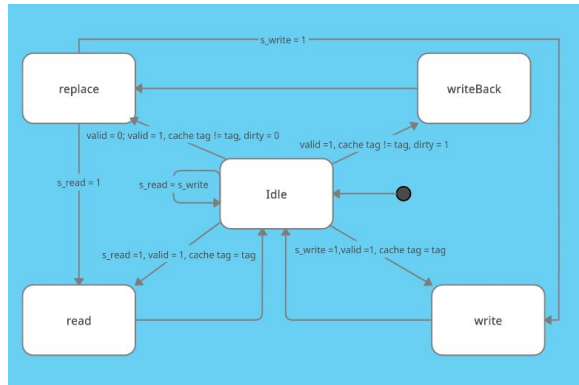 s_write = 1
replace
writeBack
valid = 0; valid = 1, cache tag != tag, dirty = 0
valid =1, cache tag != tag, dirty = 1
s_read = 1
s_read = s_write
Idle
s_read =1, valid = 1, cache tag = tag
s_write =1,valid =1, cache tag = tag
read
write